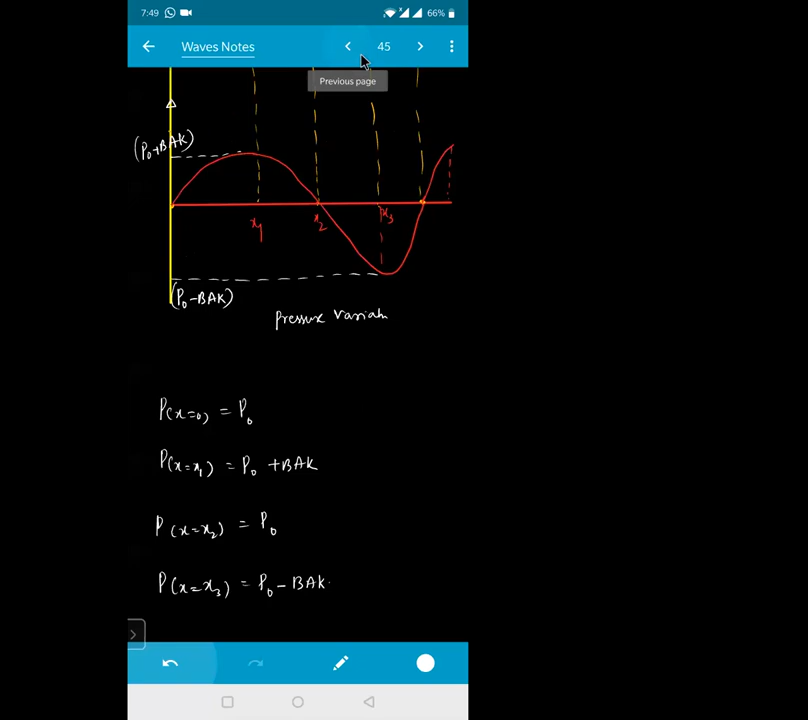 7:49 66%
Waves Notes 45
Previous page
(P₀+BAK)
x₁ x₂ x₃
(P₀-BAK)
Pressure Variatn
P(x=0) = P₀
P(x=x₁) = P₀ +BAK
P(x=x₂) = P₀
P(x=x₃) = P₀ - BAK